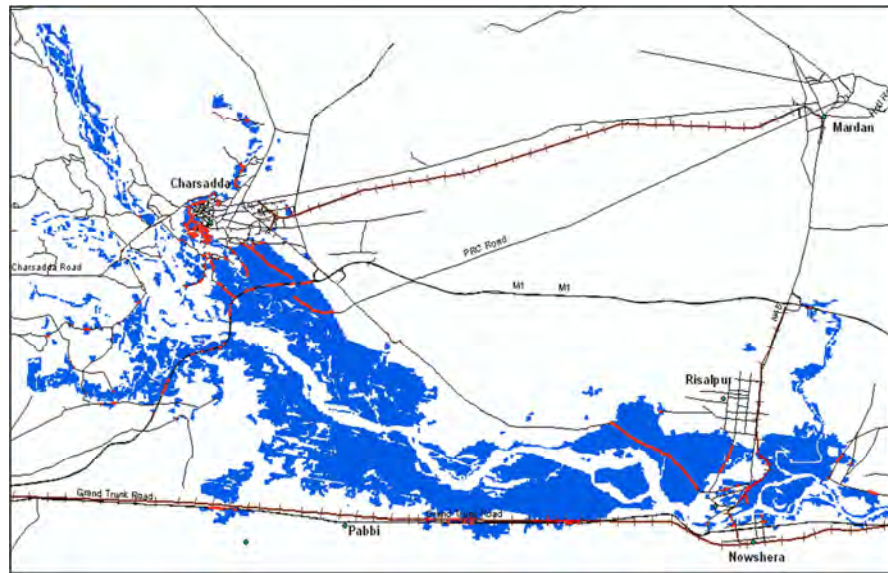 Mardan
Charsadda
PRC Road
Charsadda Road
M1
M1
Risalpur
Grand Trunk Road
Grand Trunk Road
Pabbi
Nowshera